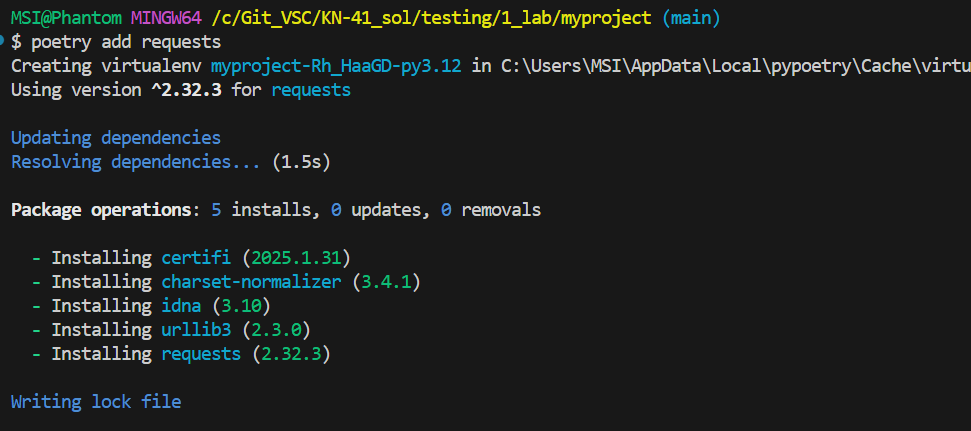 MSI@Phantom MINGW64 /c/Git_VSC/KN-41_sol/testing/1_lab/myproject (main)
$ poetry add requests
Creating virtualenv myproject-Rh_HaaGD-py3.12 in C:\Users\MSI\AppData\Local\pypoetry\Cache\virtu
Using version ^2.32.3 for requests
Updating dependencies
Resolving dependencies... (1.5s)
Package operations: 5 installs, 0 updates, 0 removals
- Installing certifi (2025.1.31)
- Installing charset-normalizer (3.4.1)
- Installing idna (3.10)
- Installing urllib3 (2.3.0)
- Installing requests (2.32.3)
Writing lock file